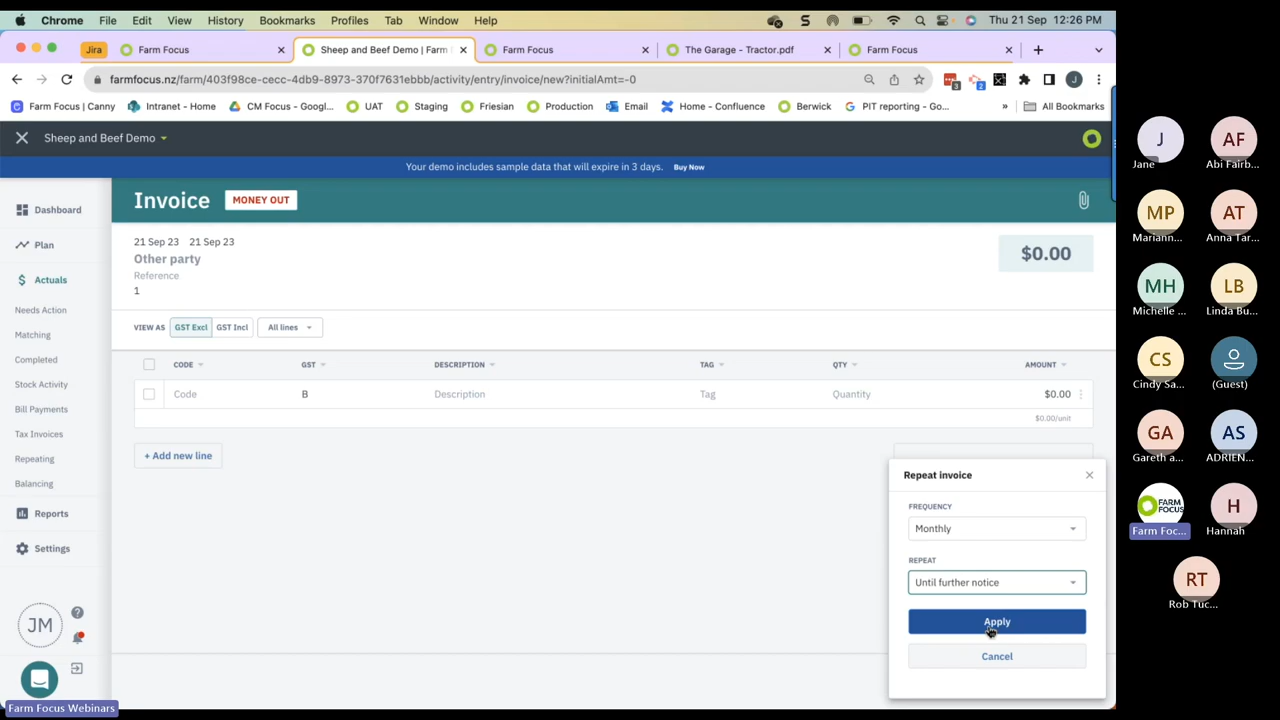 Chrome File Edit View History Bookmarks Profiles Tab Window Help Thu 21 Sep 12:26 PM
Jira Farm Focus Sheep and Beef Demo | Farm Farm Focus The Garage - Tractor.pdf Farm Focus
farmfocus.nz/farm/403f98ce-cecc-4db9-8973-370f7631ebbb/activity/entry/invoice/new?initialAmt=-0 3 2 J
Farm Focus | Canny Intranet - Home CM Focus - Googl... UAT Staging Friesian Production Email Home - Confluence Berwick PIT reporting - Go... » All Bookmarks
Sheep and Beef Demo
Your demo includes sample data that will expire in 3 days. Buy Now
Dashboard
Plan
Actuals
Needs Action
Matching
Completed
Stock Activity
Bill Payments
Tax Invoices
Repeating
Balancing
Reports
Settings
JM
Farm Focus Webinars
Invoice MONEY OUT
21 Sep 23 21 Sep 23
Other party
Reference
1
$0.00
VIEW AS GST Excl GST Incl All lines
CODE GST DESCRIPTION TAG QTY AMOUNT
Code B Description Tag Quantity $0.00
$0.00/unit
+ Add new line
Repeat invoice
FREQUENCY
Monthly
REPEAT
Until further notice
Apply
Cancel
J AF
Jane Abi Fairb...
MP AT
Mariann... Anna Tar...
MH LB
Michelle ... Linda Bu...
CS
Cindy Sa... (Guest)
GA AS
Gareth a... ADRIEN...
FARM FOCUS H
Farm Foc... Hannah
RT
Rob Tuc...